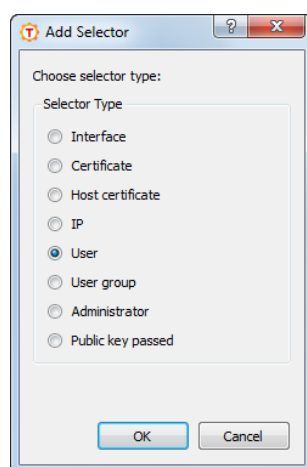 Add Selector
Choose selector type:
Selector Type
Interface
Certificate
Host certificate
IP
User
User group
Administrator
Public key passed
OK Cancel